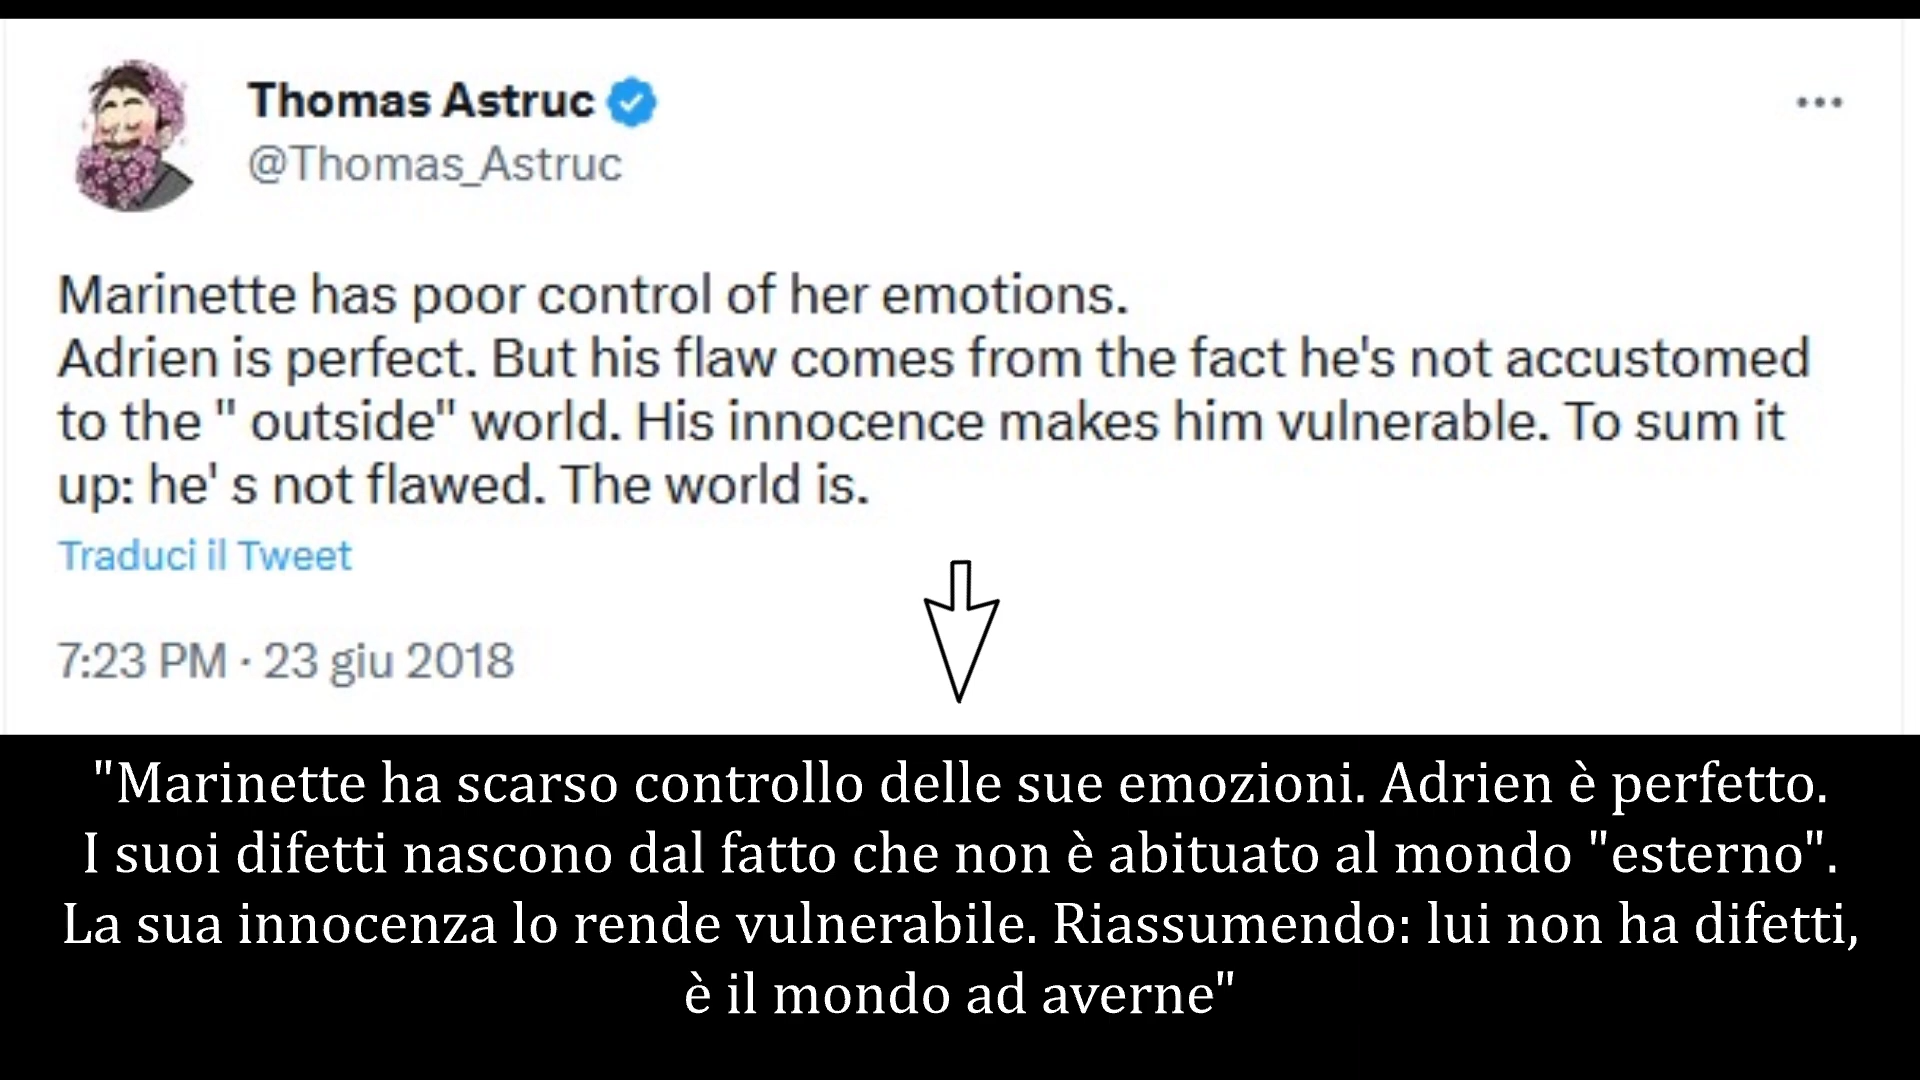 Thomas Astruc
@Thomas_Astruc
Marinette has poor control of her emotions.
Adrien is perfect. But his flaw comes from the fact he's not accustomed
to the " outside" world. His innocence makes him vulnerable. To sum it
up: he' s not flawed. The world is.
Traduci il Tweet
7:23 PM · 23 giu 2018
"Marinette ha scarso controllo delle sue emozioni. Adrien è perfetto.
I suoi difetti nascono dal fatto che non è abituato al mondo "esterno".
La sua innocenza lo rende vulnerabile. Riassumendo: lui non ha difetti,
è il mondo ad averne"